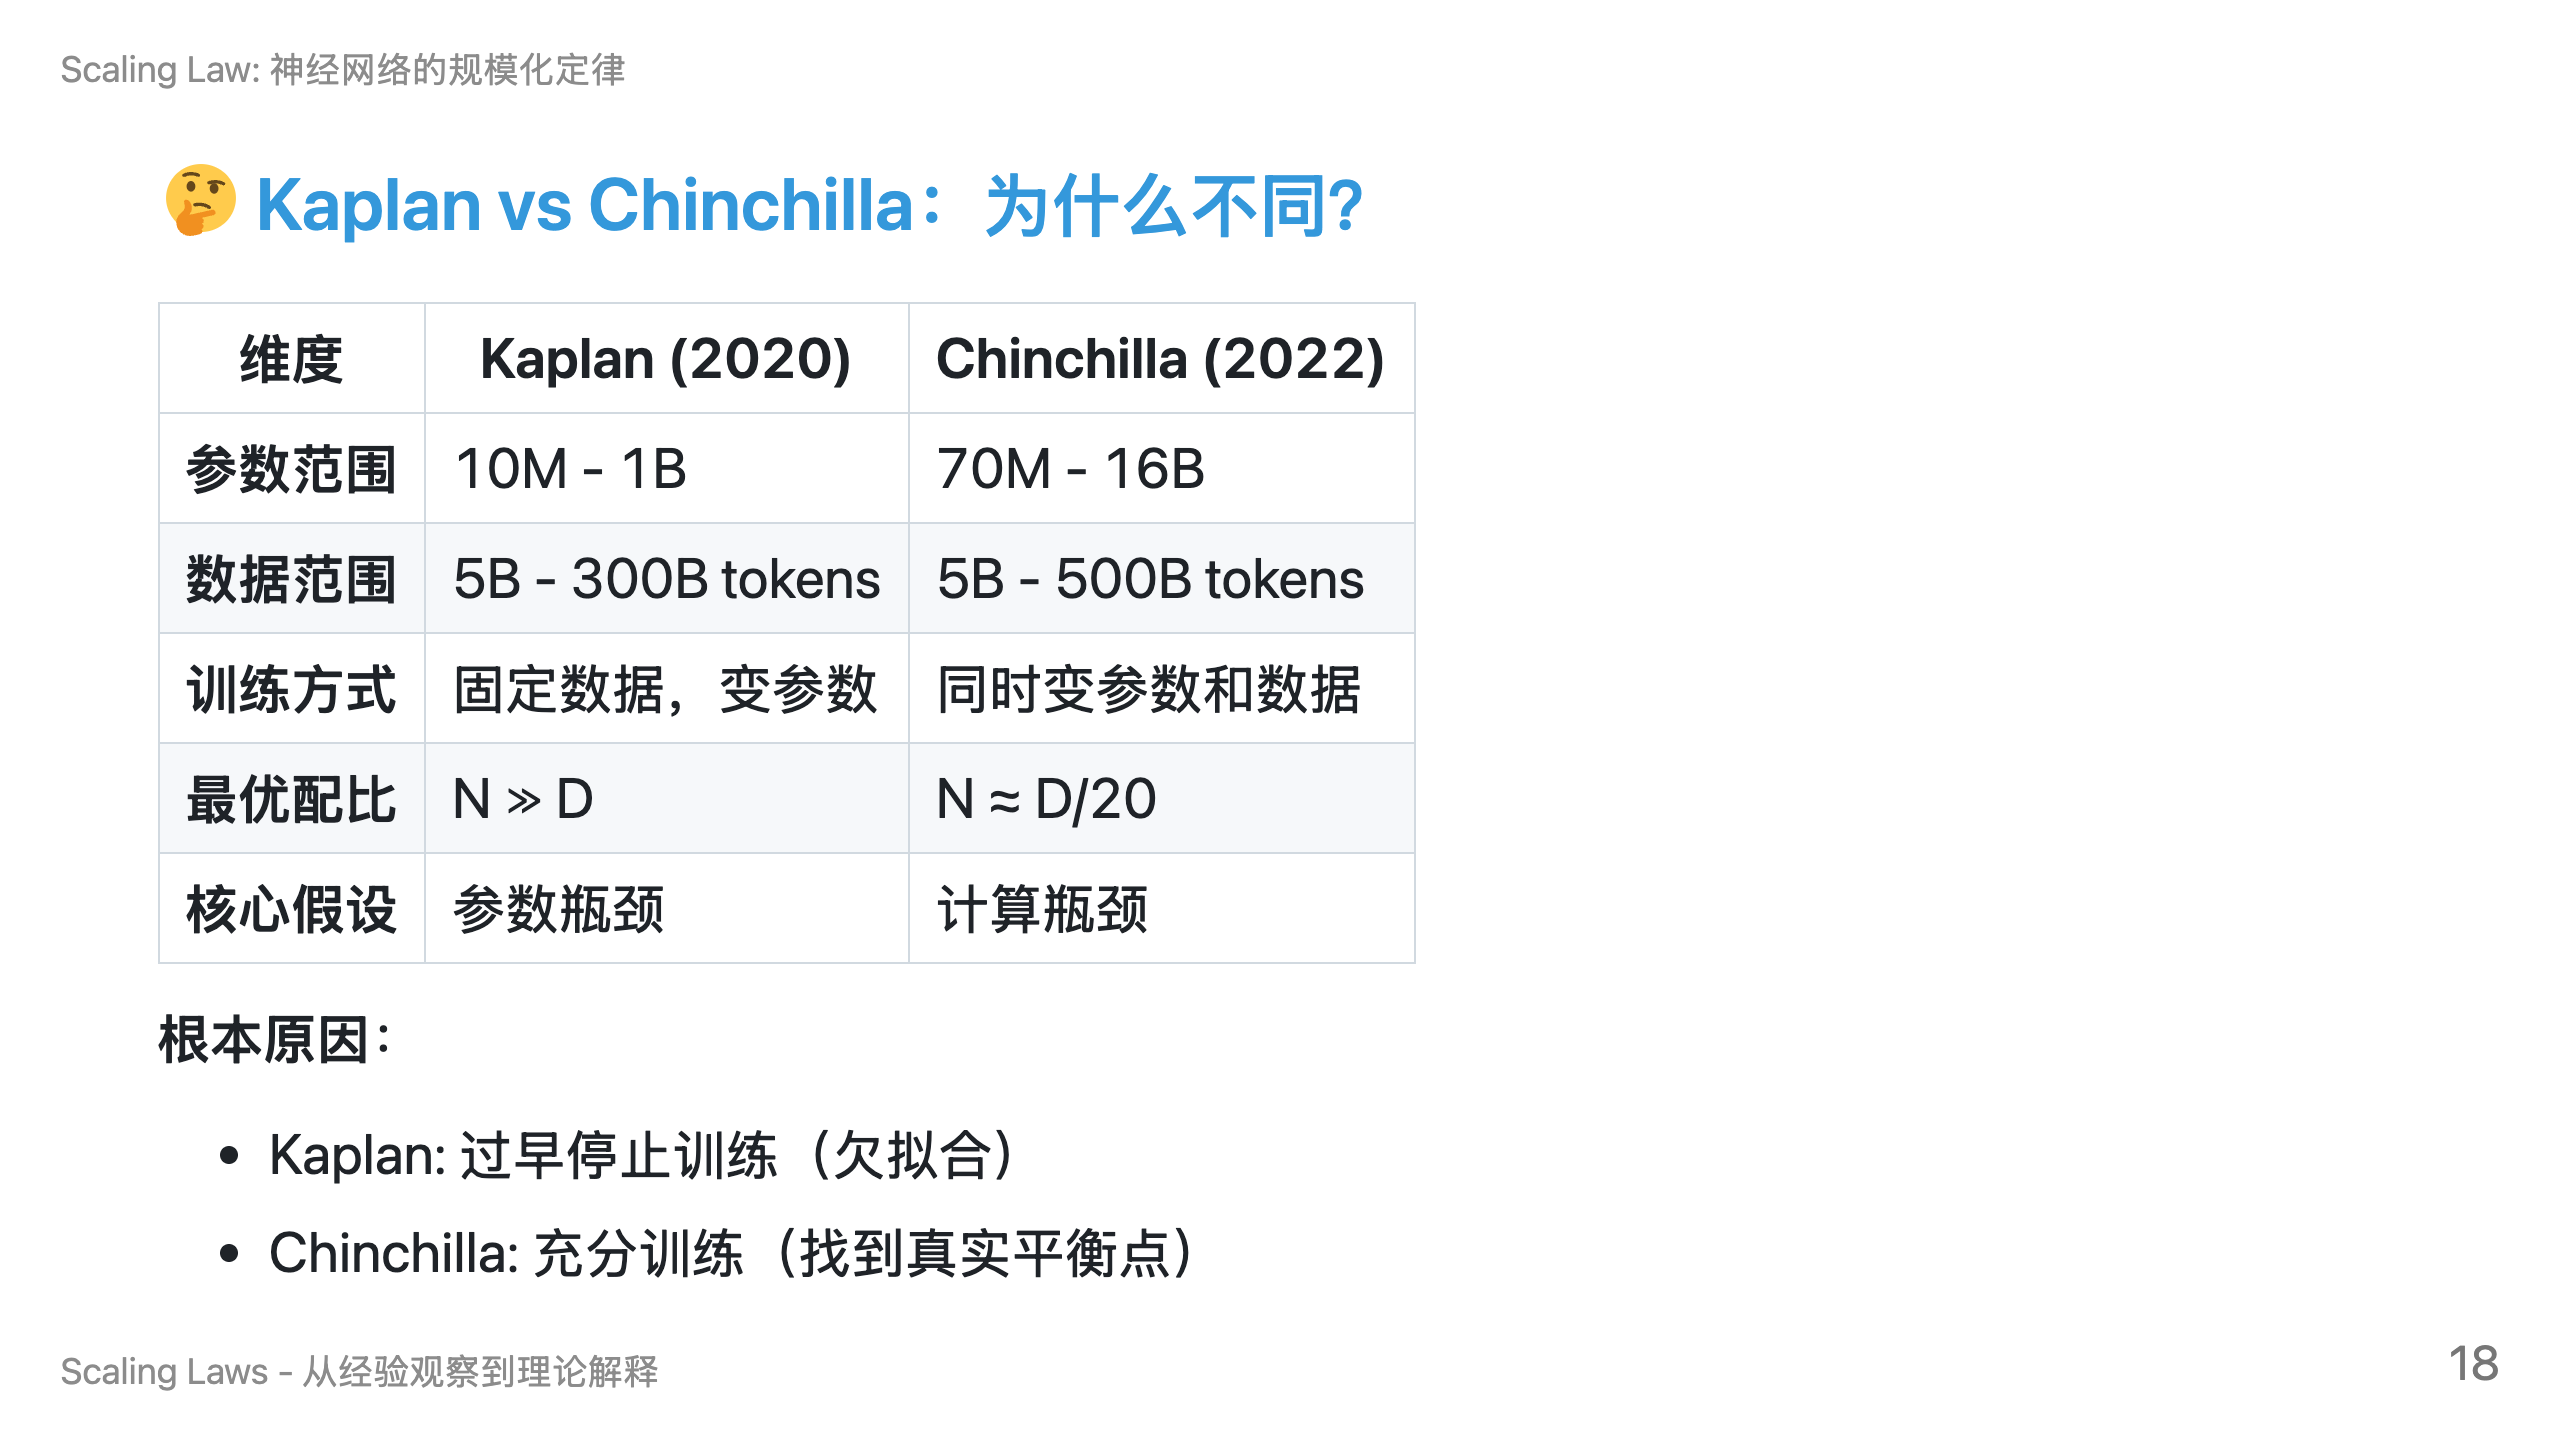 Scaling Law: 神经网络的规模化定律
🤔 Kaplan vs Chinchilla：为什么不同?
维度 Kaplan (2020) Chinchilla (2022)
参数范围 10M - 1B 70M - 16B
数据范围 5B - 300B tokens 5B - 500B tokens
训练方式 固定数据，变参数 同时变参数和数据
最优配比 N ≫ D N ≈ D/20
核心假设 参数瓶颈 计算瓶颈
根本原因：
• Kaplan: 过早停止训练（欠拟合）
• Chinchilla: 充分训练（找到真实平衡点）
Scaling Laws - 从经验观察到理论解释
18